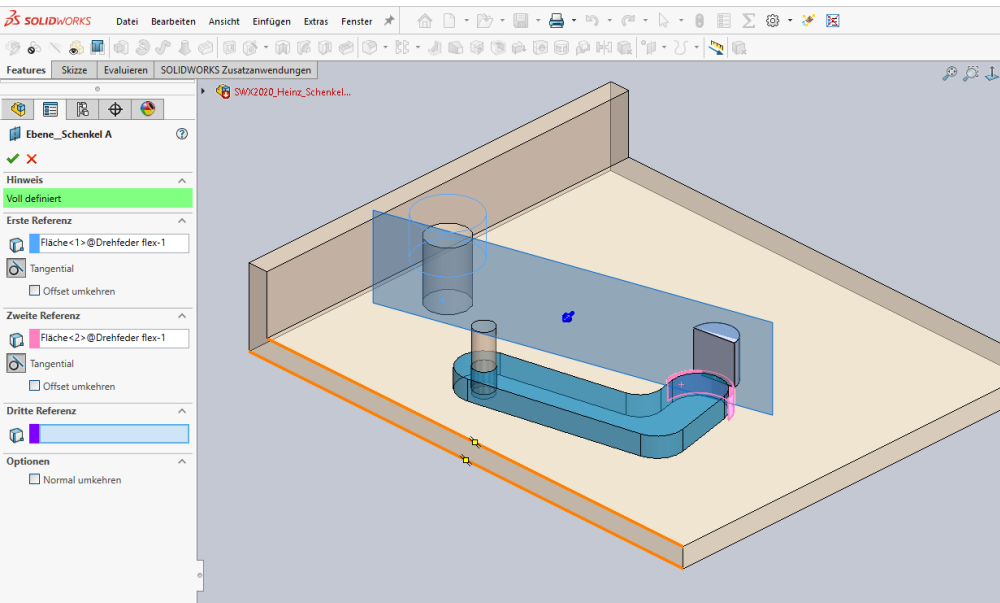 SOLIDWORKS Datei Bearbeiten Ansicht Einfügen Extras Fenster
Features Skizze Evaluieren SOLIDWORKS Zusatzanwendungen
SWX2020_Heinz_Schenkel...
Ebene_Schenkel A
Hinweis
Voll definiert
Erste Referenz
Fläche<1>@Drehfeder flex-1
Tangential
Offset umkehren
Zweite Referenz
Fläche<2>@Drehfeder flex-1
Tangential
Offset umkehren
Dritte Referenz
Optionen
Normal umkehren